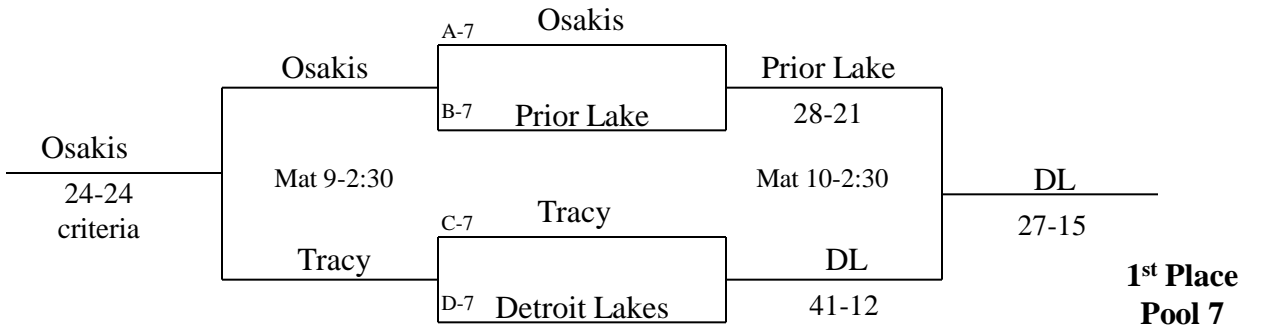 A-7 Osakis
Osakis Prior Lake
B-7 Prior Lake 28-21
Osakis
24-24
criteria
Mat 9-2:30 Mat 10-2:30
DL
27-15
C-7 Tracy
Tracy DL
D-7 Detroit Lakes 41-12
1st Place
Pool 7